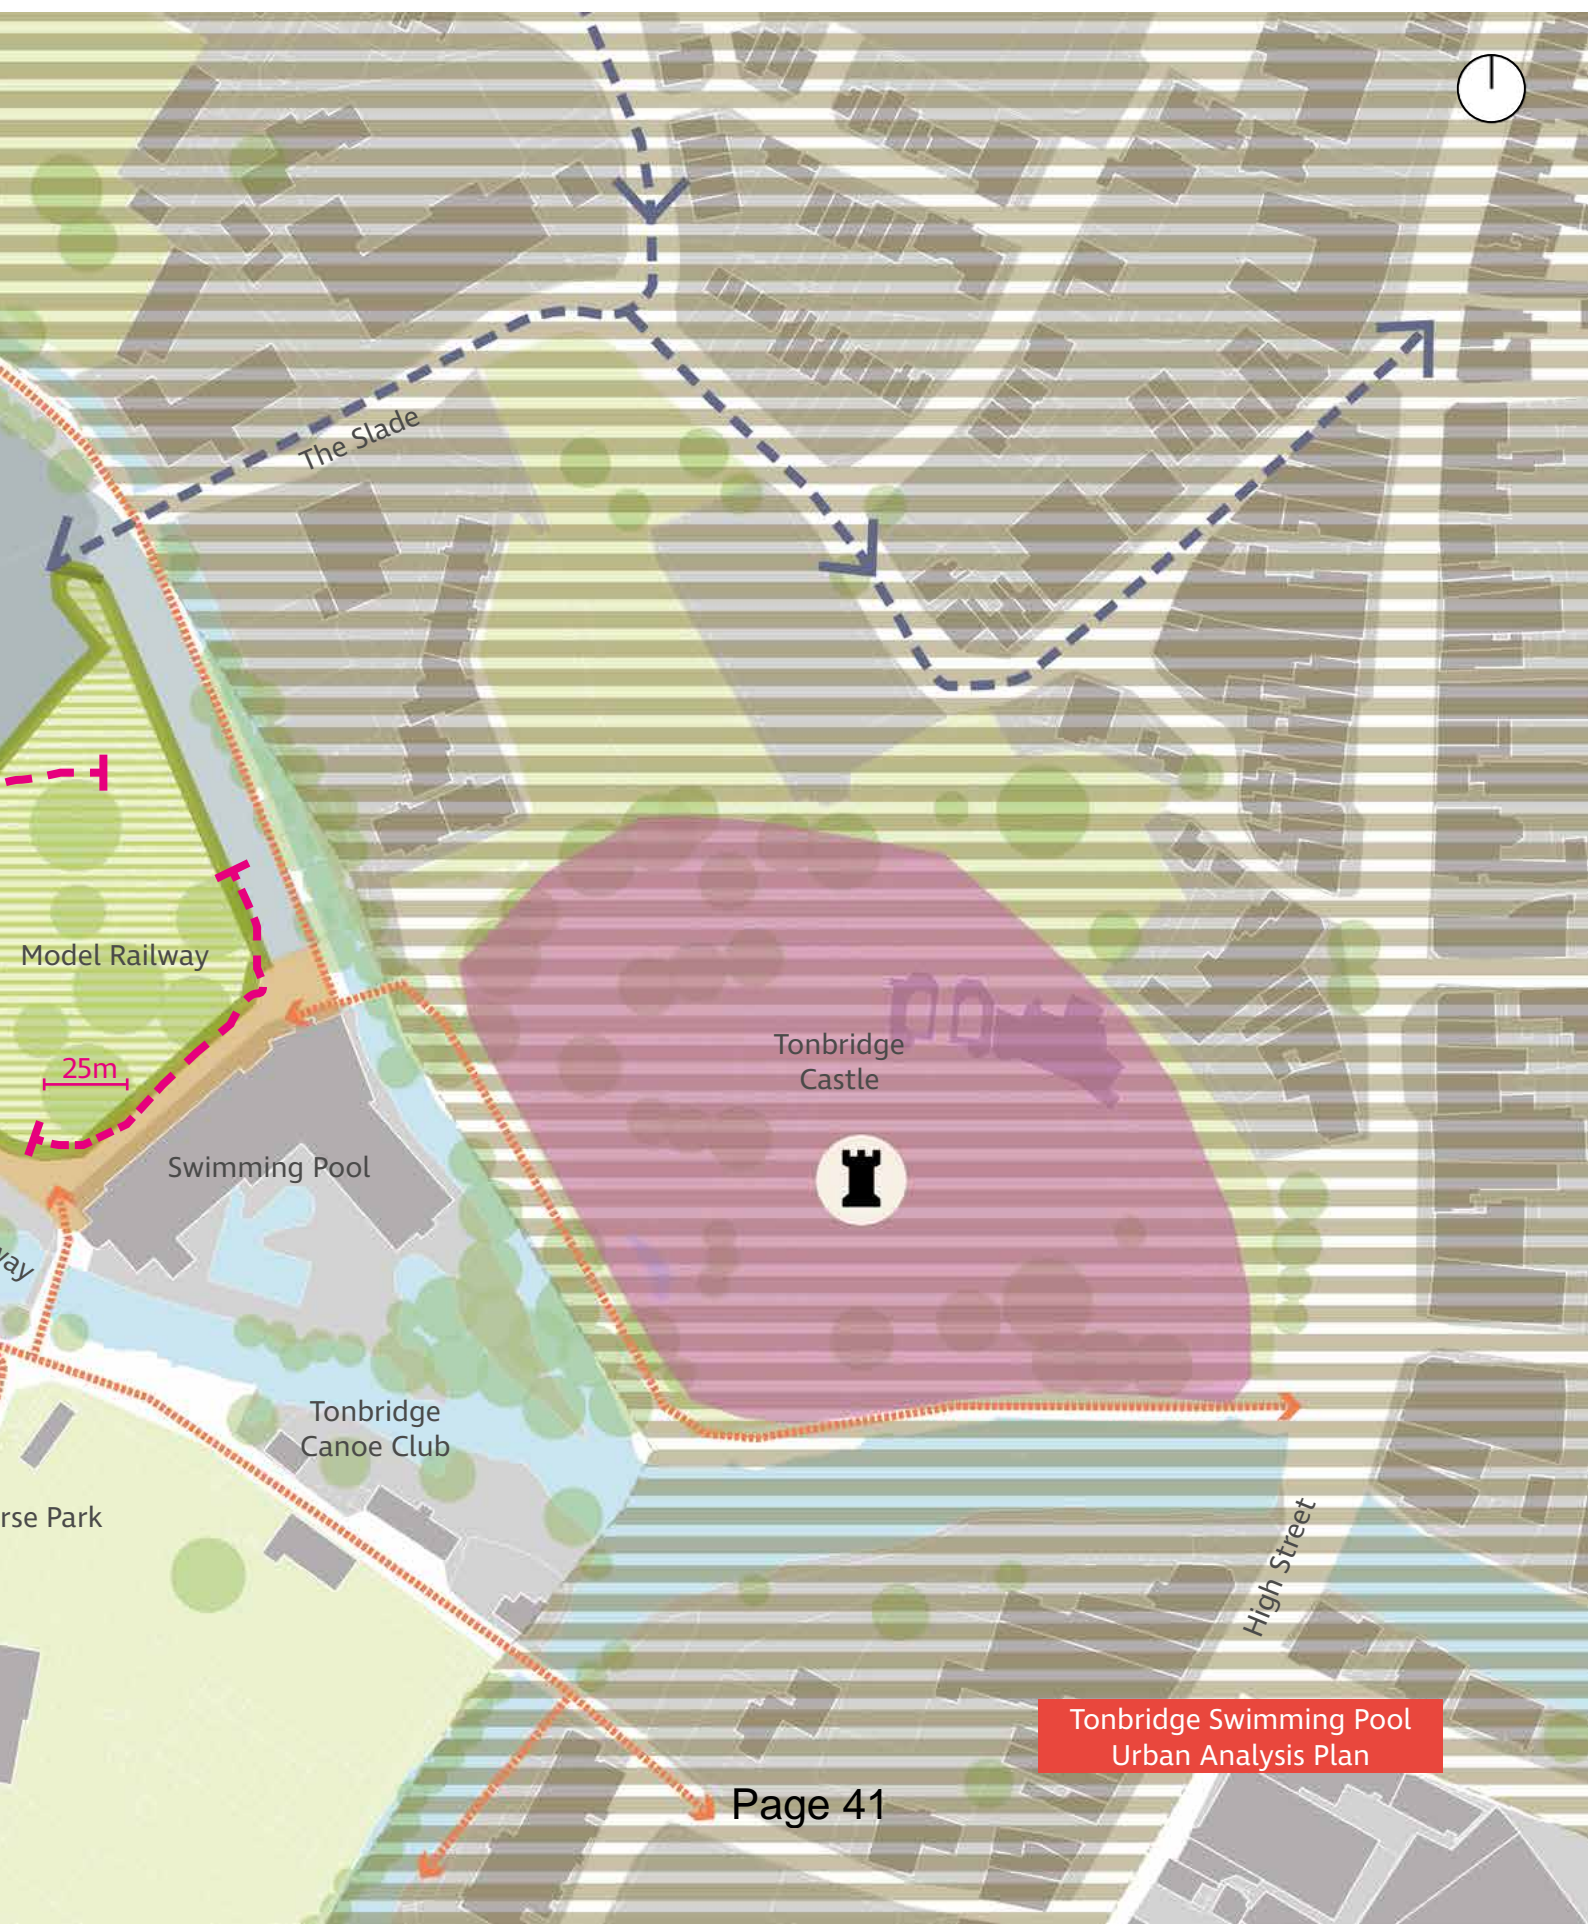 The Slade
Model Railway
Tonbridge
Castle
25m
Swimming Pool
way
Tonbridge
Canoe Club
rse Park
High Street
Tonbridge Swimming Pool
Urban Analysis Plan
Page 41